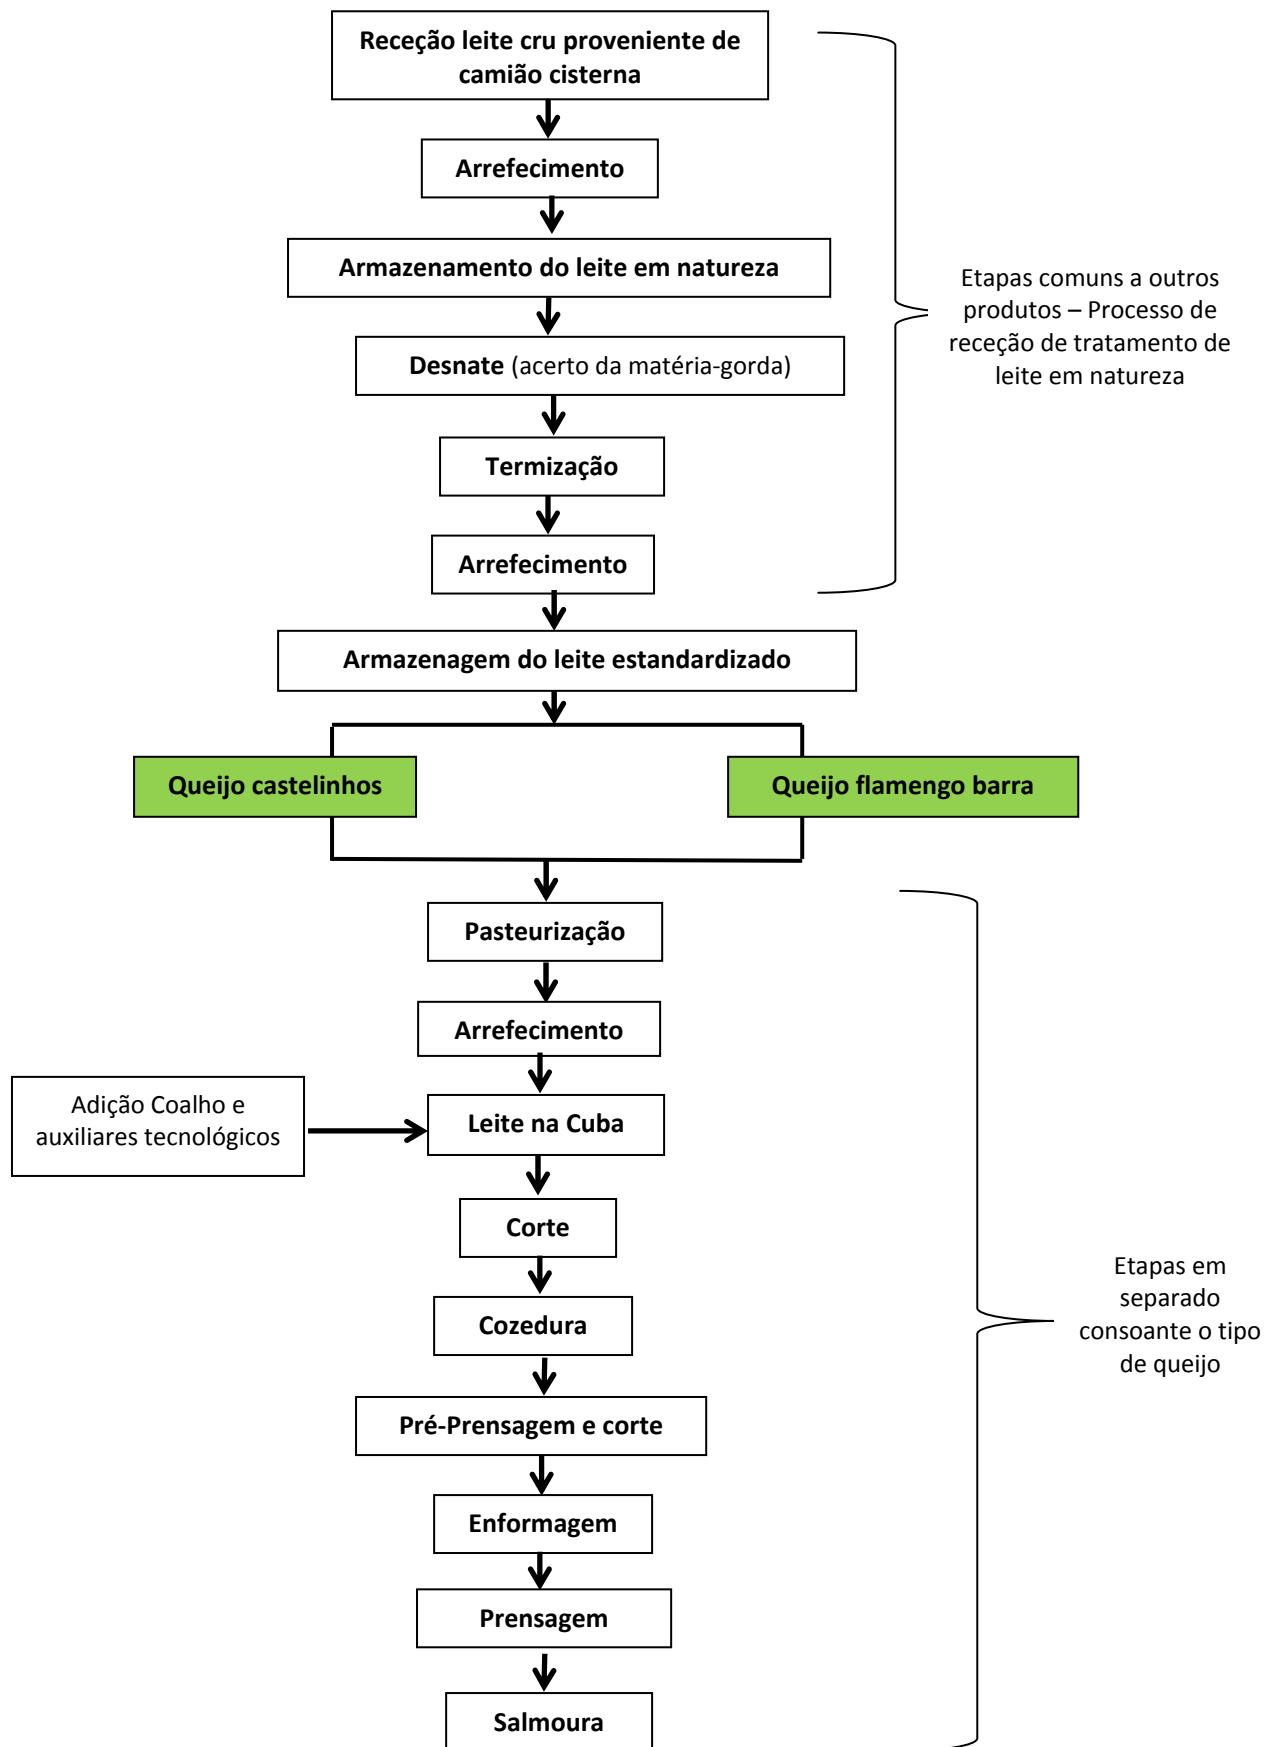 Receção leite cru proveniente de
camião cisterna
Arrefecimento
Armazenamento do leite em natureza
Desnate (acerto da matéria-gorda)
Termização
Arrefecimento
Etapas comuns a outros
produtos – Processo de
receção de tratamento de
leite em natureza
Armazenagem do leite estandardizado
Queijo castelinhos
Queijo flamengo barra
Pasteurização
Arrefecimento
Adição Coalho e
auxiliares tecnológicos
Leite na Cuba
Corte
Cozedura
Pré-Prensagem e corte
Enformagem
Prensagem
Salmoura
Etapas em
separado
consoante o tipo
de queijo